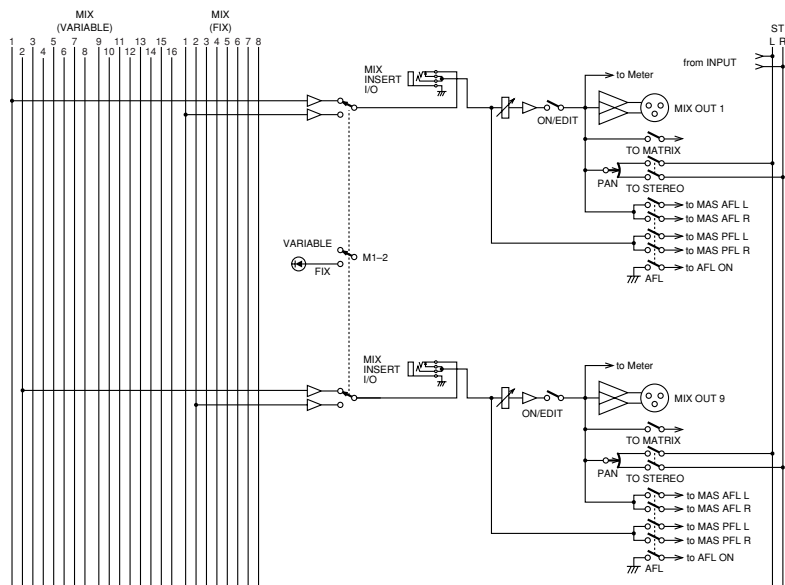 MIX
(VARIABLE)
MIX
(FIX)
1 3 5 7 9 11 13 15
2 4 6 8 10 12 14 16
1 2 3 4 5 6 7 8
ST
L R
from INPUT
MIX
INSERT
I/O
to Meter
MIX OUT 1
ON/EDIT
TO MATRIX
PAN
TO STEREO
to MAS AFL L
to MAS AFL R
to MAS PFL L
to MAS PFL R
to AFL ON
AFL
VARIABLE
FIX
M1–2
MIX
INSERT
I/O
to Meter
MIX OUT 9
ON/EDIT
TO MATRIX
PAN
TO STEREO
to MAS AFL L
to MAS AFL R
to MAS PFL L
to MAS PFL R
to AFL ON
AFL